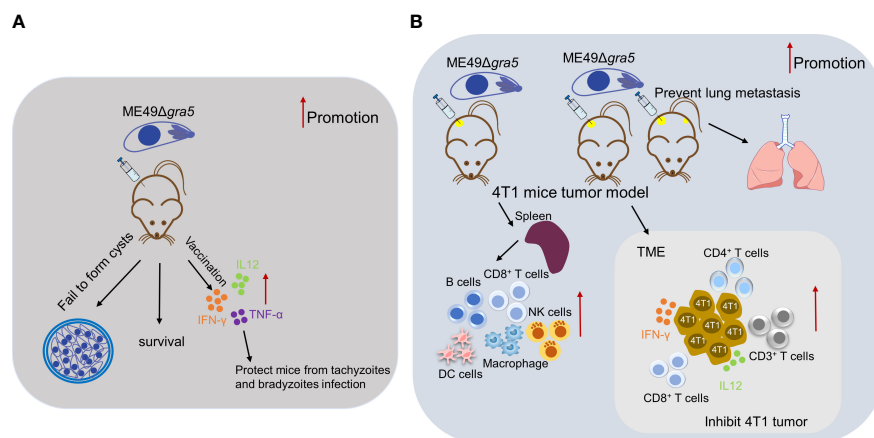 A
ME49Δgra5
Promotion
Fail to form cysts
survival
Vaccination
IL12
IFN-γ
TNF-α
Protect mice from tachyzoites
and bradyzoites infection
B
ME49Δgra5
ME49Δgra5
Promotion
Prevent lung metastasis
4T1 mice tumor model
Spleen
B cells
CD8⁺ T cells
NK cells
DC cells
Macrophage
TME
CD4⁺ T cells
IFN-γ
4T1
4T1
4T1
4T1
4T1
4T1
4T1
CD3⁺ T cells
IL12
CD8⁺ T cells
Inhibit 4T1 tumor